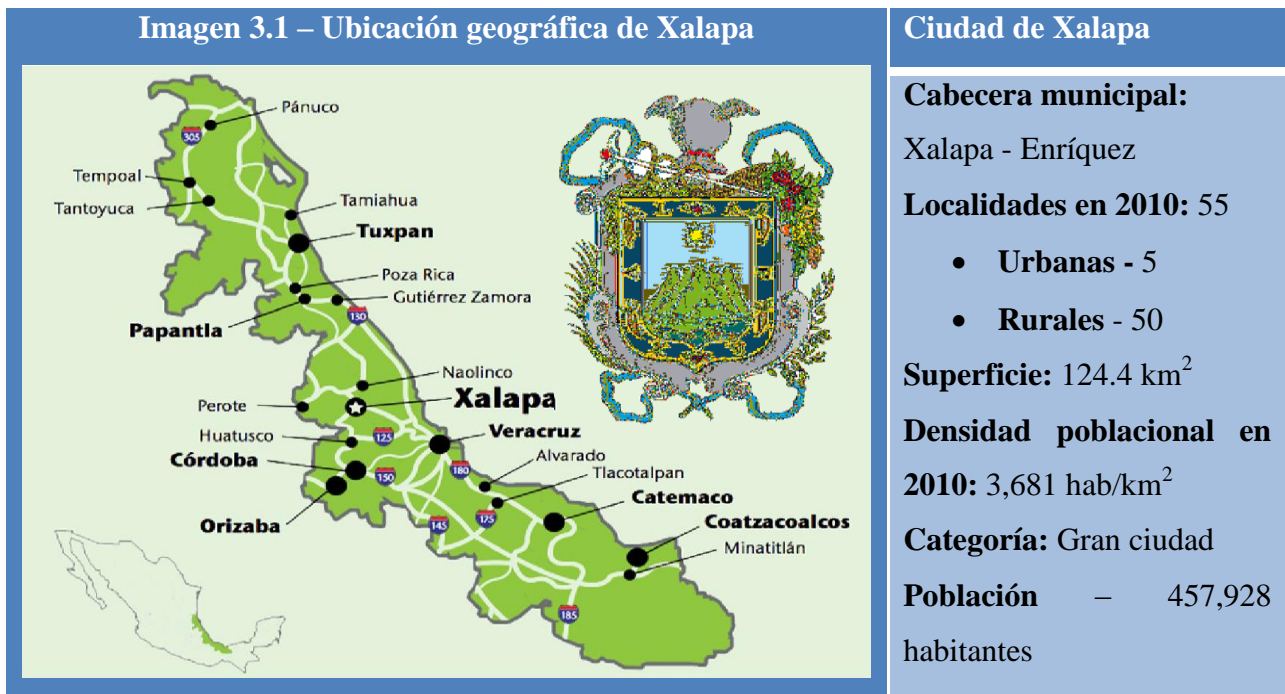 Imagen 3.1 – Ubicación geográfica de Xalapa
Pánuco
305
Tempoal
Tantoyuca
Tamiahua
Tuxpan
Poza Rica
Gutiérrez Zamora
Papantla
130
Naolinco
Xalapa
Perote
Huatusco
125
Veracruz
Córdoba
150
180
Alvarado
Tlacotalpan
175
Catemaco
Orizaba
145
Coatzacoalcos
Minatitlán
185
Ciudad de Xalapa
Cabecera municipal:
Xalapa - Enríquez
Localidades en 2010: 55
• Urbanas - 5
• Rurales - 50
Superficie: 124.4 km²
Densidad poblacional en
2010: 3,681 hab/km²
Categoría: Gran ciudad
Población – 457,928
habitantes